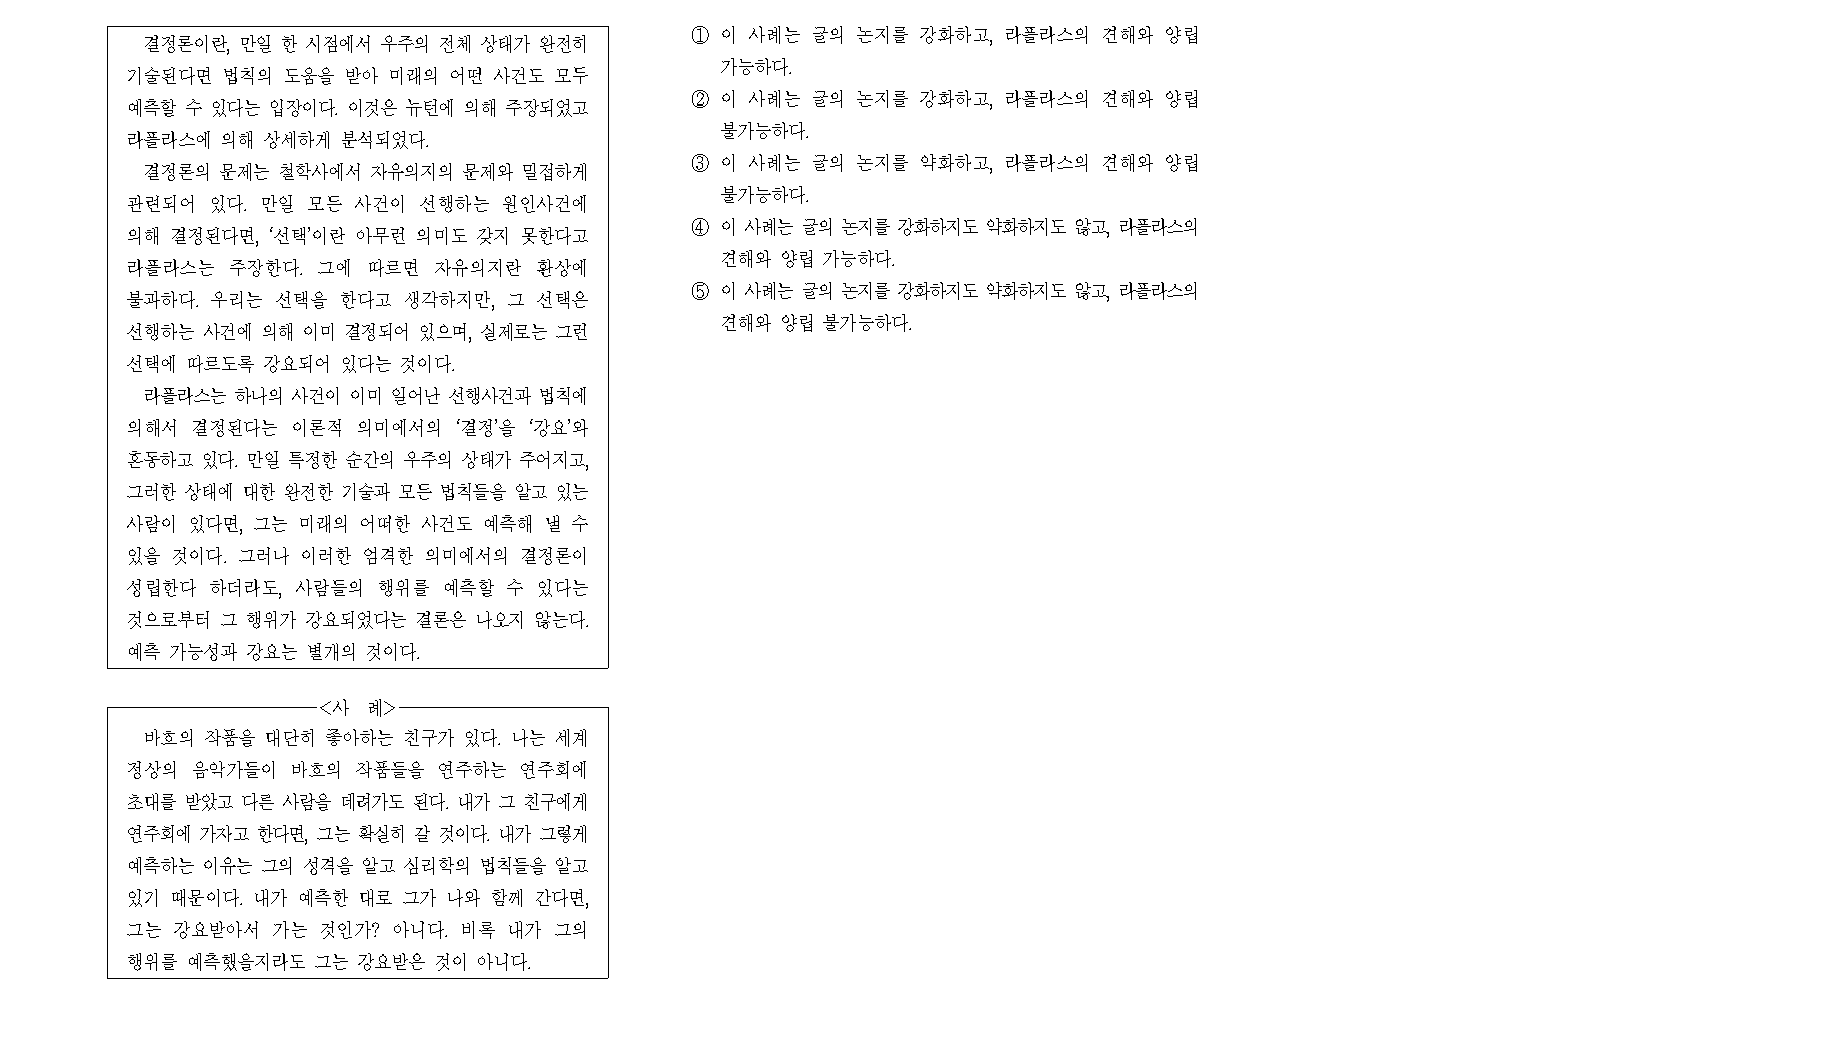 결정론이란, 만일 한 시점에서 우주의 전체 상태가 완전히
기술된다면 법칙의 도움을 받아 미래의 어떤 사건도 모두
예측할 수 있다는 입장이다. 이것은 뉴턴에 의해 주장되었고
라플라스에 의해 상세하게 분석되었다.
결정론의 문제는 철학사에서 자유의지의 문제와 밀접하게
관련되어 있다. 만일 모든 사건이 선행하는 원인사건에
의해 결정된다면, ‘선택’이란 아무런 의미도 갖지 못한다고
라플라스는 주장한다. 그에 따르면 자유의지란 환상에
불과하다. 우리는 선택을 한다고 생각하지만, 그 선택은
선행하는 사건에 의해 이미 결정되어 있으며, 실제로는 그런
선택에 따르도록 강요되어 있다는 것이다.
라플라스는 하나의 사건이 이미 일어난 선행사건과 법칙에
의해서 결정된다는 이론적 의미에서의 ‘결정’을 ‘강요’와
혼동하고 있다. 만일 특정한 순간의 우주의 상태가 주어지고,
그러한 상태에 대한 완전한 기술과 모든 법칙들을 알고 있는
사람이 있다면, 그는 미래의 어떠한 사건도 예측해 낼 수
있을 것이다. 그러나 이러한 엄격한 의미에서의 결정론이
성립한다 하더라도, 사람들의 행위를 예측할 수 있다는
것으로부터 그 행위가 강요되었다는 결론은 나오지 않는다.
예측 가능성과 강요는 별개의 것이다.
<사 례>
바흐의 작품을 대단히 좋아하는 친구가 있다. 나는 세계
정상의 음악가들이 바흐의 작품들을 연주하는 연주회에
초대를 받았고 다른 사람을 데려가도 된다. 내가 그 친구에게
연주회에 가자고 한다면, 그는 확실히 갈 것이다. 내가 그렇게
예측하는 이유는 그의 성격을 알고 심리학의 법칙들을 알고
있기 때문이다. 내가 예측한 대로 그가 나와 함께 간다면,
그는 강요받아서 가는 것인가? 아니다. 비록 내가 그의
행위를 예측했을지라도 그는 강요받은 것이 아니다.
① 이 사례는 글의 논지를 강화하고, 라플라스의 견해와 양립
가능하다.
② 이 사례는 글의 논지를 강화하고, 라플라스의 견해와 양립
불가능하다.
③ 이 사례는 글의 논지를 약화하고, 라플라스의 견해와 양립
불가능하다.
④ 이 사례는 글의 논지를 강화하지도 약화하지도 않고, 라플라스의
견해와 양립 가능하다.
⑤ 이 사례는 글의 논지를 강화하지도 약화하지도 않고, 라플라스의
견해와 양립 불가능하다.